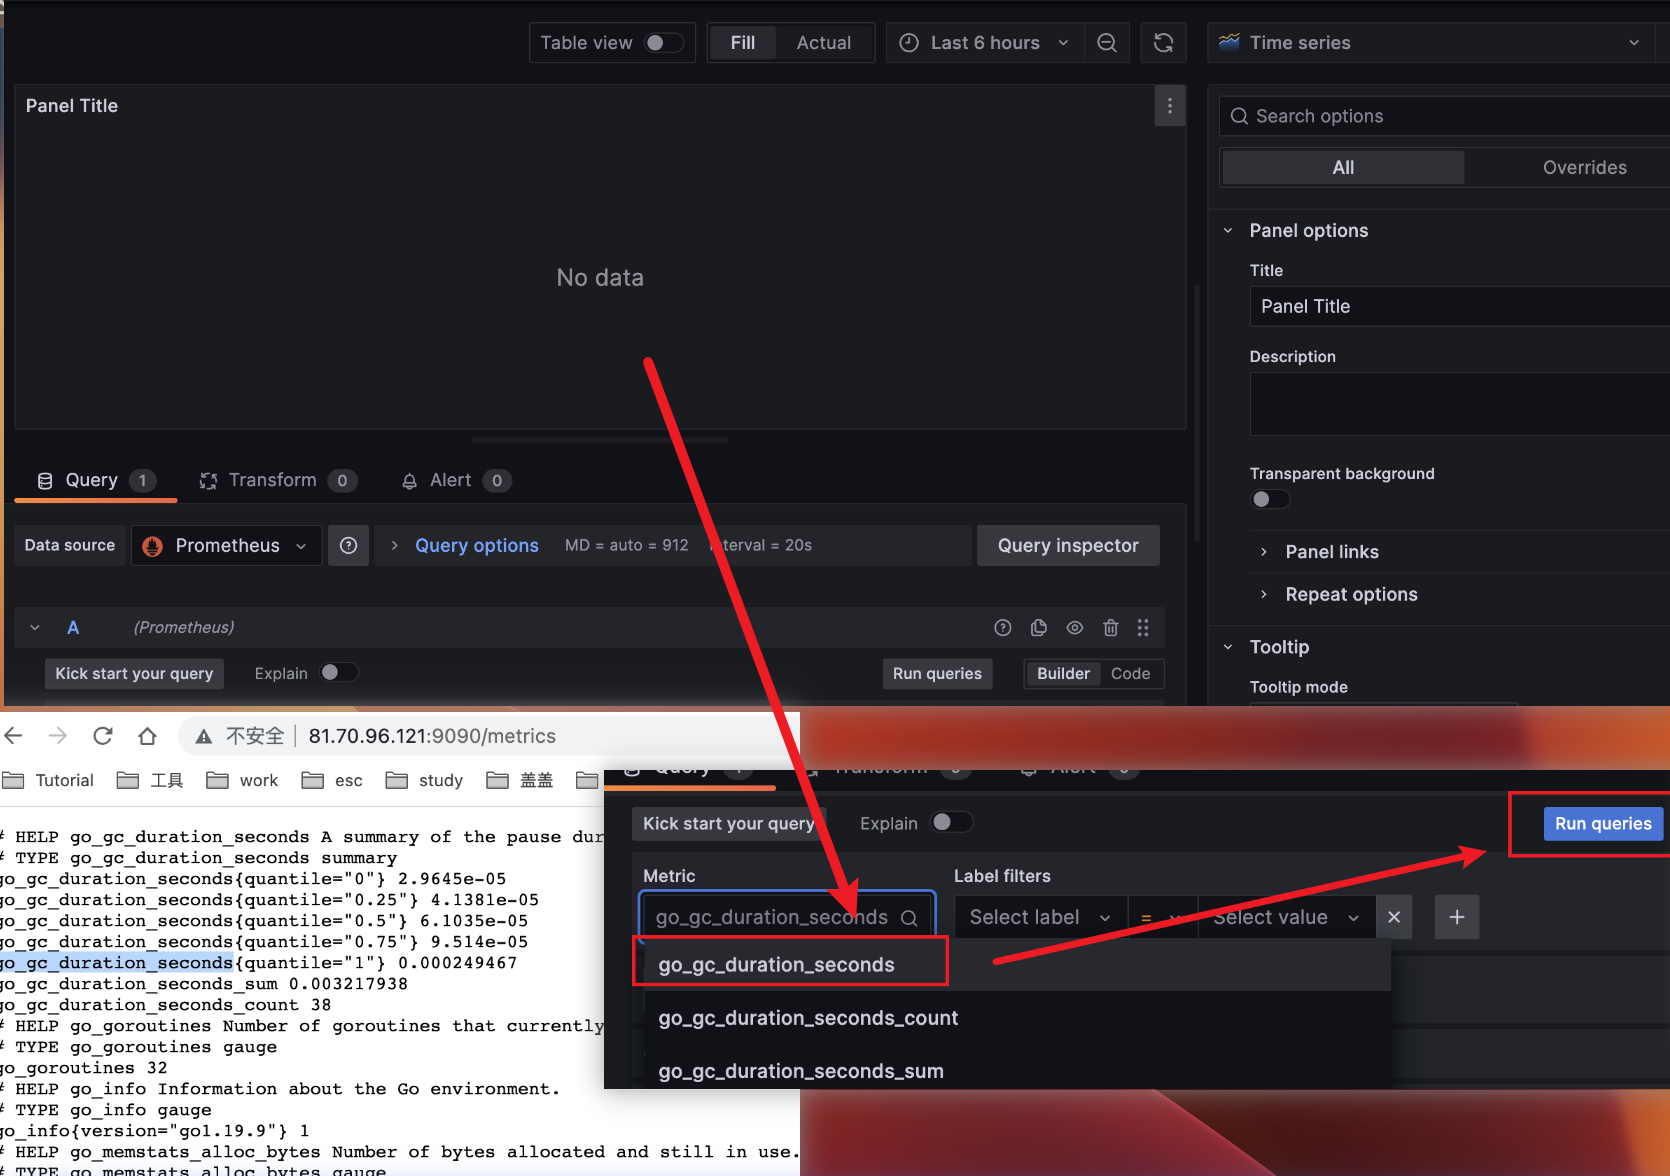 Table view
Fill
Actual
Last 6 hours
Time series
Panel Title
Search options
All
Overrides
No data
Panel options
Title
Panel Title
Description
Transparent background
Panel links
Repeat options
Tooltip
Tooltip mode
Query 1
Transform 0
Alert 0
Data source
Prometheus
Query options
MD = auto = 912
Interval = 20s
Query inspector
A
(Prometheus)
Kick start your query
Explain
Run queries
Builder
Code
不安全
81.70.96.121:9090/metrics
Tutorial
工具
work
esc
study
盖盖
# HELP go_gc_duration_seconds A summary of the pause dur
# TYPE go_gc_duration_seconds summary
go_gc_duration_seconds{quantile="0"} 2.9645e-05
go_gc_duration_seconds{quantile="0.25"} 4.1381e-05
go_gc_duration_seconds{quantile="0.5"} 6.1035e-05
go_gc_duration_seconds{quantile="0.75"} 9.514e-05
go_gc_duration_seconds{quantile="1"} 0.000249467
go_gc_duration_seconds_sum 0.003217938
go_gc_duration_seconds_count 38
# HELP go_goroutines Number of goroutines that currently
# TYPE go_goroutines gauge
go_goroutines 32
# HELP go_info Information about the Go environment.
# TYPE go_info gauge
go_info{version="go1.19.9"} 1
# HELP go_memstats_alloc_bytes Number of bytes allocated and still in use.
# TYPE go_memstats_alloc_bytes gauge
Query 1
Transform 0
Alert 0
Kick start your query
Explain
Run queries
Metric
Label filters
go_gc_duration_seconds
Select label
=
Select value
go_gc_duration_seconds
go_gc_duration_seconds_count
go_gc_duration_seconds_sum